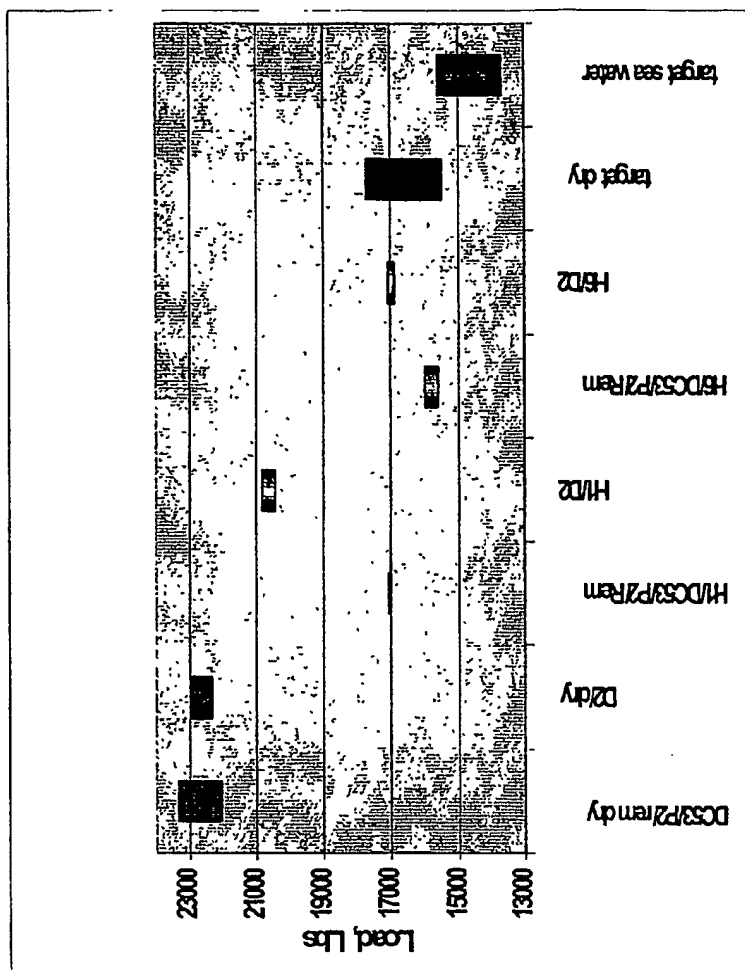 Load, Lbs
23000
21000
19000
17000
15000
13000
DC53/P2/rem dry
D2/dry
H1/DC53/P2/Rem
H1/D2
H6/DC53/P2/Rem
H6/D2
target dry
target sea water